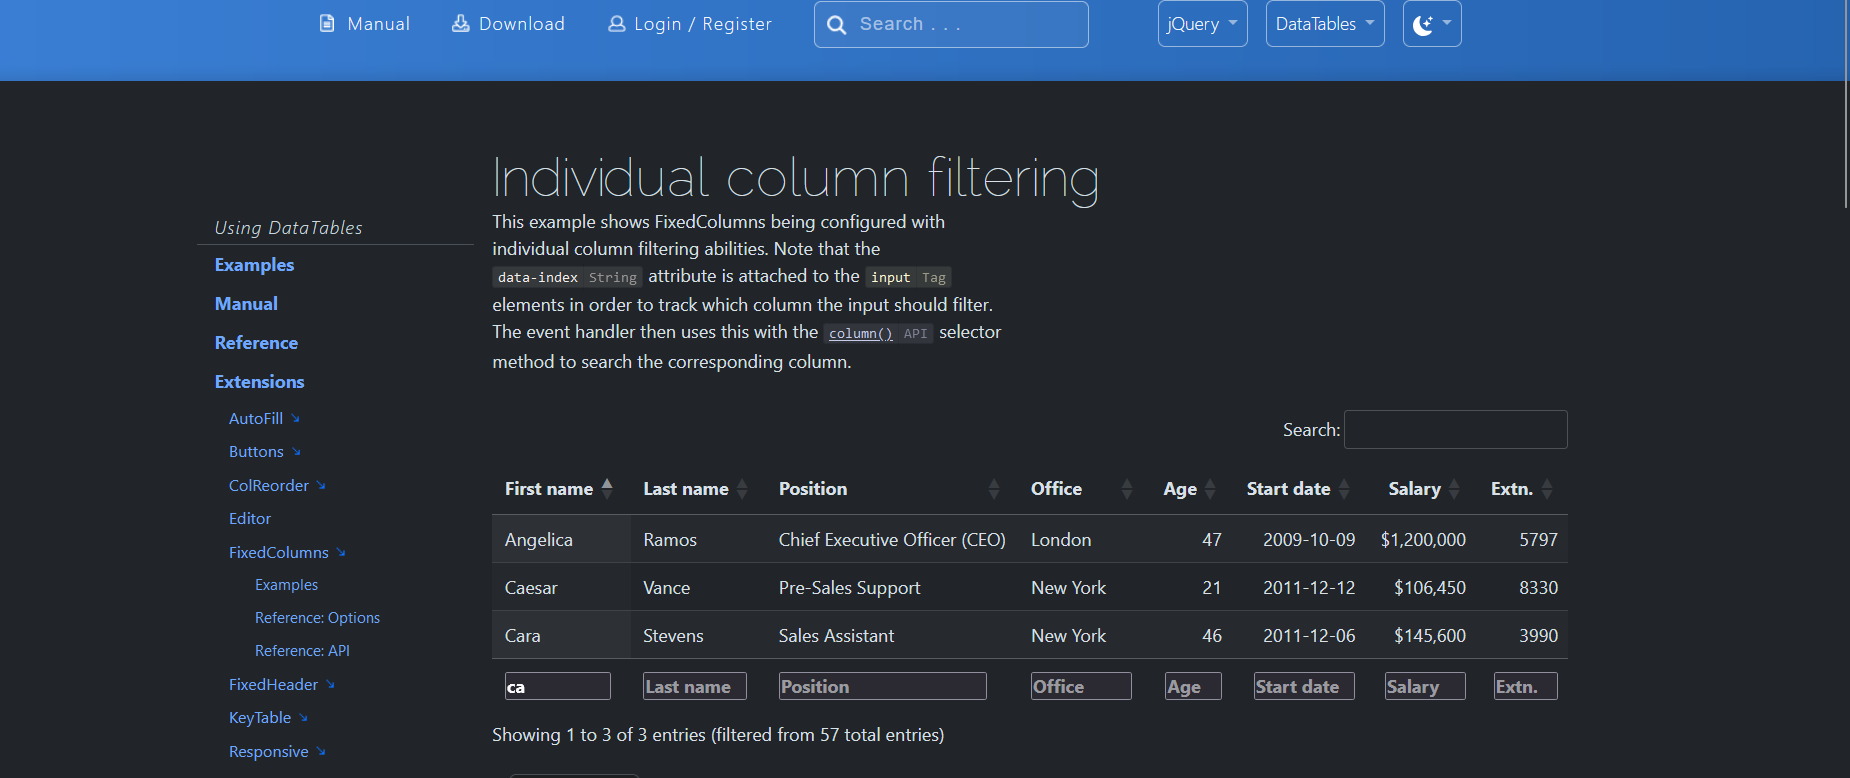 Manual Download Login / Register Search . . . jQuery DataTables
Individual column filtering
This example shows FixedColumns being configured with
individual column filtering abilities. Note that the
data-index String attribute is attached to the input Tag
elements in order to track which column the input should filter.
The event handler then uses this with the column() API selector
method to search the corresponding column.
Using DataTables
Examples
Manual
Reference
Extensions
AutoFill
Buttons
ColReorder
Editor
FixedColumns
Examples
Reference: Options
Reference: API
FixedHeader
KeyTable
Responsive
Search:
First name Last name Position Office Age Start date Salary Extn.
Angelica Ramos Chief Executive Officer (CEO) London 47 2009-10-09 $1,200,000 5797
Caesar Vance Pre-Sales Support New York 21 2011-12-12 $106,450 8330
Cara Stevens Sales Assistant New York 46 2011-12-06 $145,600 3990
ca Last name Position Office Age Start date Salary Extn.
Showing 1 to 3 of 3 entries (filtered from 57 total entries)